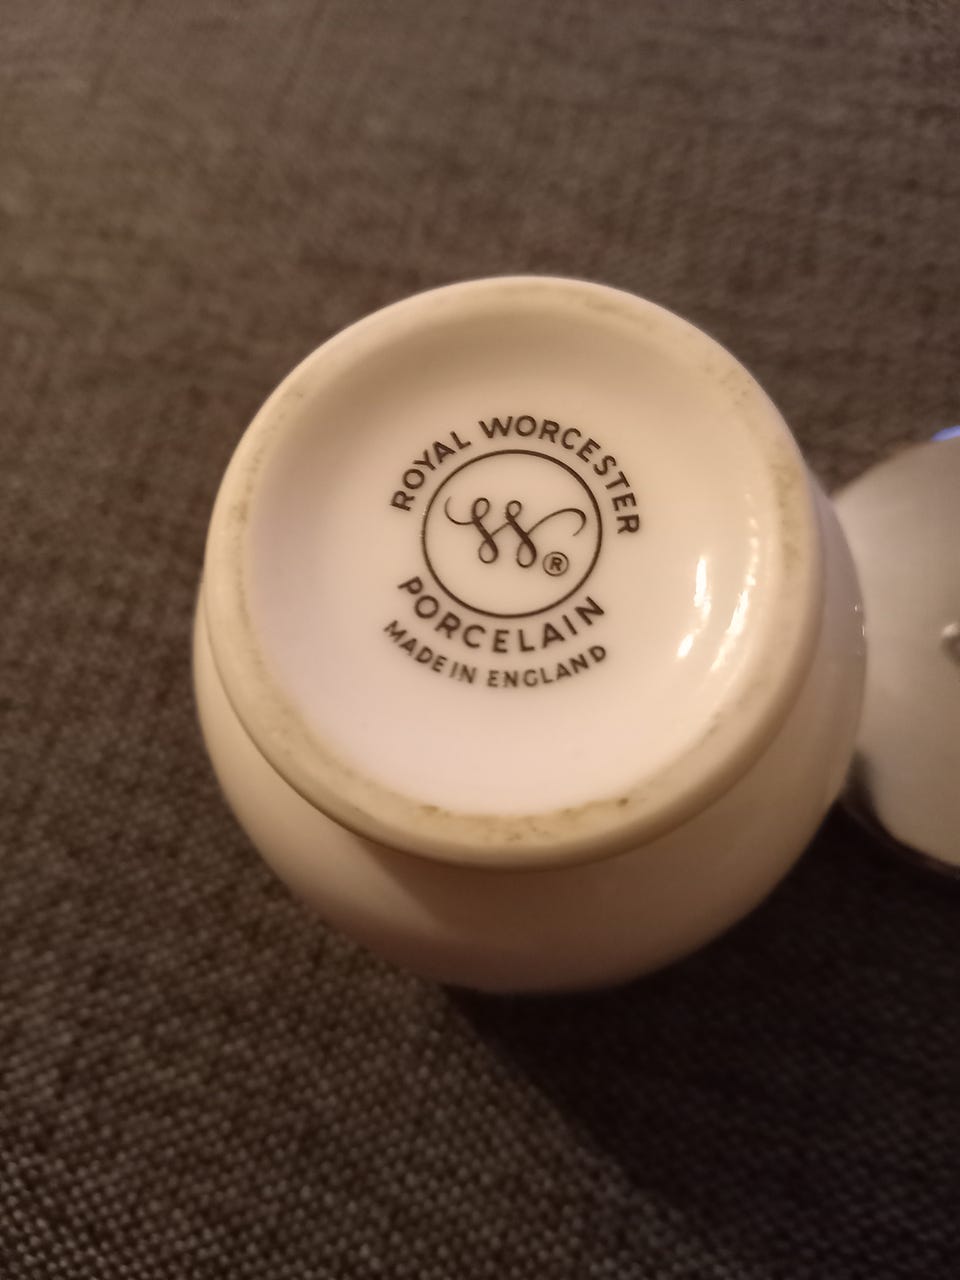 ROYAL WORCESTER
W ®
PORCELAIN
MADE IN ENGLAND